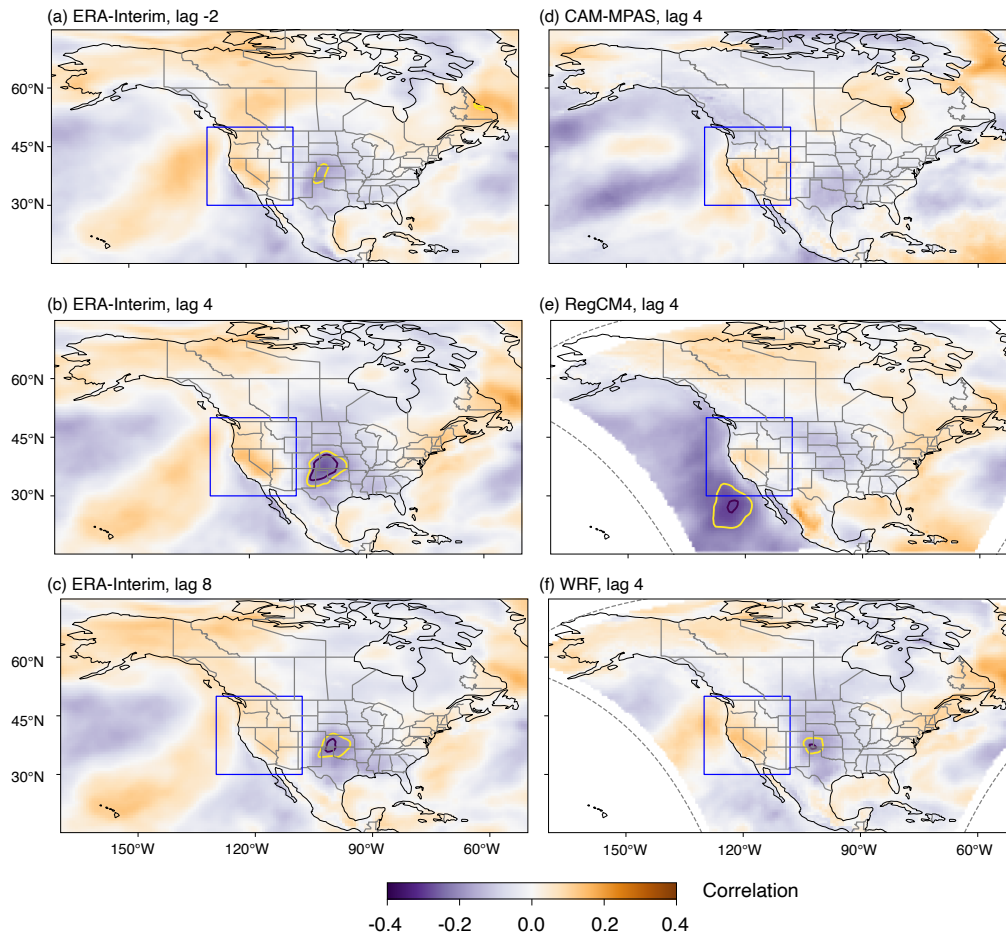 (a) ERA-Interim, lag -2
(d) CAM-MPAS, lag 4
60°N
45°N
30°N
(b) ERA-Interim, lag 4
(e) RegCM4, lag 4
60°N
45°N
30°N
(c) ERA-Interim, lag 8
(f) WRF, lag 4
60°N
45°N
30°N
150°W 120°W 90°W 60°W 150°W 120°W 90°W 60°W
Correlation
-0.4 -0.2 0.0 0.2 0.4